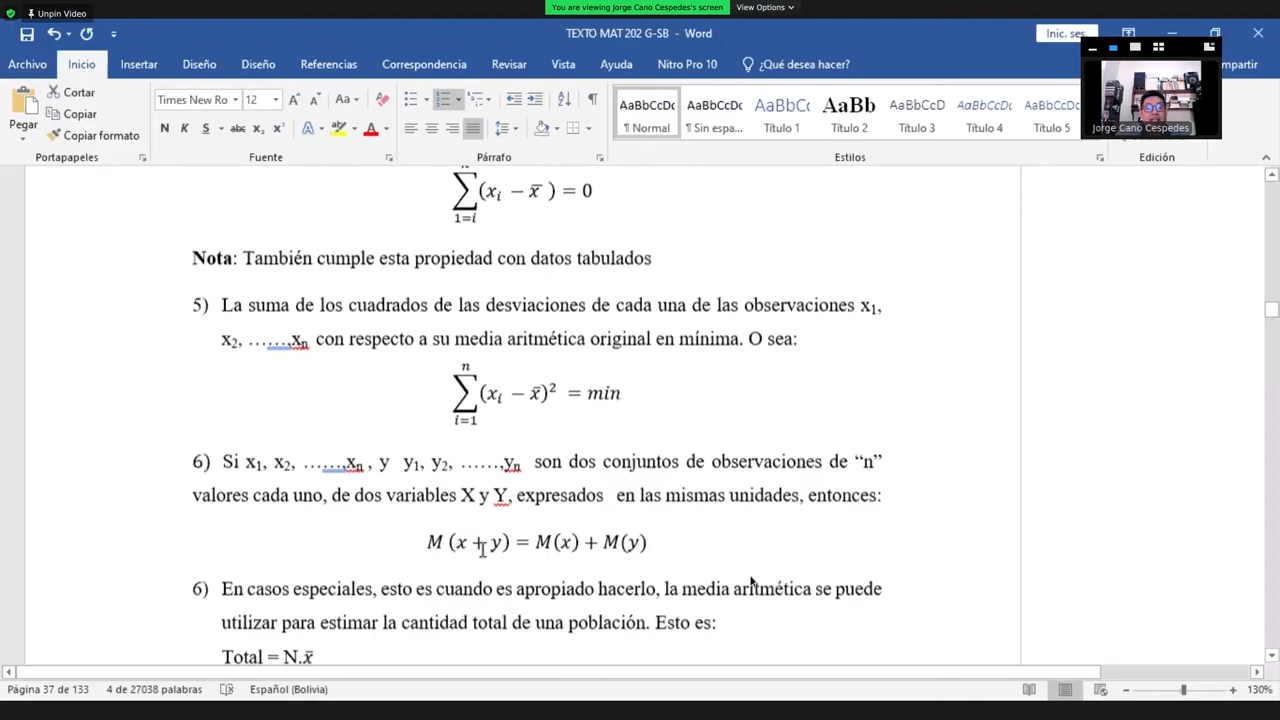 Unpin Video
You are viewing Jorge Cano Cespedes's screen
View Options
TEXTO MAT 202 G-SB - Word
Inic. ses.
Archivo Inicio Insertar Diseño Diseño Referencias Correspondencia Revisar Vista Ayuda Nitro Pro 10 ¿Qué desea hacer?
Pegar
Cortar
Copiar
Copiar formato
Portapapeles
Times New Ro 12
Aa
N K S abc x₂ x²
Fuente
Párrafo
AaBbCcDc AaBbCcDc AaBbCc AaBb AaBbCcD AaBbCcD AaBbCcD
¶ Normal ¶ Sin espa... Título 1 Título 2 Título 3 Título 4 Título 5
Estilos
Edición
Jorge Cano Cespedes
∑(xᵢ − x̄ ) = 0
1=i
Nota: También cumple esta propiedad con datos tabulados
5) La suma de los cuadrados de las desviaciones de cada una de las observaciones x₁,
x₂, ……,xₙ con respecto a su media aritmética original en mínima. O sea:
n
∑(xᵢ − x̄)² = min
i=1
6) Si x₁, x₂, ……,xₙ , y y₁, y₂, ……,yₙ son dos conjuntos de observaciones de “n”
valores cada uno, de dos variables X y Y, expresados en las mismas unidades, entonces:
M (x + y) = M(x) + M(y)
6) En casos especiales, esto es cuando es apropiado hacerlo, la media aritmética se puede
utilizar para estimar la cantidad total de una población. Esto es:
Total = N.x̄
Página 37 de 133 4 de 27038 palabras Español (Bolivia) 130%